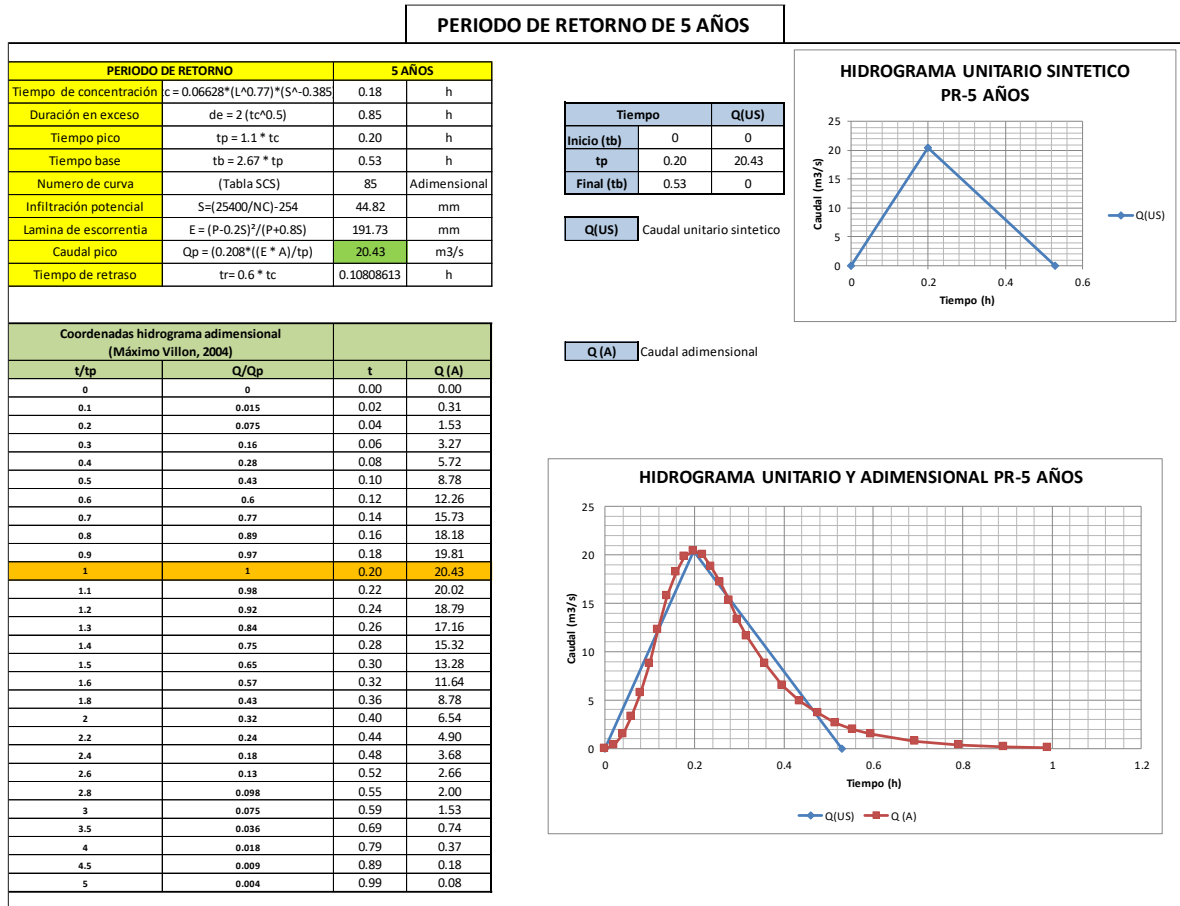 PERIODO DE RETORNO DE 5 AÑOS
PERIODO DE RETORNO 5 AÑOS
Tiempo de concentración tc = 0.06628*(L^0.77)*(S^-0.385 0.18 h
Duración en exceso de = 2 (tc^0.5) 0.85 h
Tiempo pico tp = 1.1 * tc 0.20 h
Tiempo base tb = 2.67 * tp 0.53 h
Numero de curva (Tabla SCS) 85 Adimensional
Infiltración potencial S=(25400/NC)-254 44.82 mm
Lamina de escorrentia E = (P-0.2S)²/(P+0.8S) 191.73 mm
Caudal pico Qp = (0.208*((E * A)/tp) 20.43 m3/s
Tiempo de retraso tr= 0.6 * tc 0.10808613 h
Tiempo Q(US)
Inicio (tb) 0 0
tp 0.20 20.43
Final (tb) 0.53 0
Q(US) Caudal unitario sintetico
HIDROGRAMA UNITARIO SINTETICO
PR-5 AÑOS
Caudal (m3/s)
25
20
15
10
5
0
0 0.2 0.4 0.6
Tiempo (h)
Q(US)
Coordenadas hidrograma adimensional
(Máximo Villon, 2004)
t/tp Q/Qp t Q (A)
0 0 0.00 0.00
0.1 0.015 0.02 0.31
0.2 0.075 0.04 1.53
0.3 0.16 0.06 3.27
0.4 0.28 0.08 5.72
0.5 0.43 0.10 8.78
0.6 0.6 0.12 12.26
0.7 0.77 0.14 15.73
0.8 0.89 0.16 18.18
0.9 0.97 0.18 19.81
1 1 0.20 20.43
1.1 0.98 0.22 20.02
1.2 0.92 0.24 18.79
1.3 0.84 0.26 17.16
1.4 0.75 0.28 15.32
1.5 0.65 0.30 13.28
1.6 0.57 0.32 11.64
1.8 0.43 0.36 8.78
2 0.32 0.40 6.54
2.2 0.24 0.44 4.90
2.4 0.18 0.48 3.68
2.6 0.13 0.52 2.66
2.8 0.098 0.55 2.00
3 0.075 0.59 1.53
3.5 0.036 0.69 0.74
4 0.018 0.79 0.37
4.5 0.009 0.89 0.18
5 0.004 0.99 0.08
Q (A) Caudal adimensional
HIDROGRAMA UNITARIO Y ADIMENSIONAL PR-5 AÑOS
Caudal (m3/s)
25
20
15
10
5
0
0 0.2 0.4 0.6 0.8 1 1.2
Tiempo (h)
Q(US) Q (A)